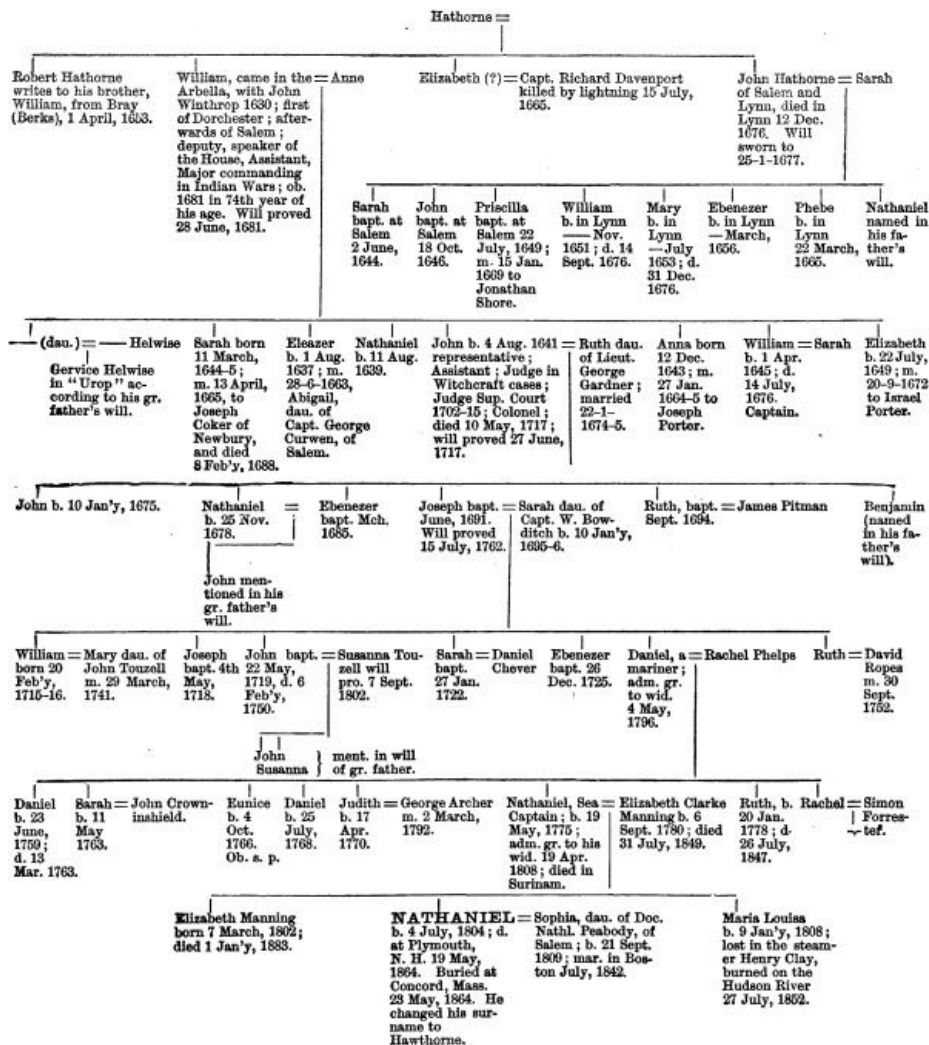 Hathorne =
Robert Hathorne
writes to his brother,
William, from Bray
(Berks), 1 April, 1653.
William, came in the = Anne
Arbella, with John
Winthrop 1630 ; first
of Dorchester ; after-
wards of Salem ;
deputy, speaker of
the House, Assistant,
Major commanding
in Indian Wars ; ob.
1681 in 74th year of
his age. Will proved
28 June, 1681.
Elizabeth (?) = Capt. Richard Davenport
killed by lightning 15 July,
1665.
John Hathorne = Sarah
of Salem and
Lynn, died in
Lynn 12 Dec.
1676. Will
sworn to
25-1-1677.
Sarah
bapt. at
Salem
2 June,
1644.
John
bapt. at
Salem
18 Oct.
1646.
Priscilla
bapt. at
Salem 22
July, 1649 ;
m. 15 Jan.
1669 to
Jonathan
Shore.
William
b. in Lynn
— Nov.
1651 ; d. 14
Sept. 1676.
Mary
b. in
Lynn
—July
1653 ; d.
31 Dec.
1676.
Ebenezer
b. in Lynn
—March,
1656.
Phebe
b. in
Lynn
22 March,
1665.
Nathaniel
named in
his fa-
ther's
will.
— (dau.) = — Helwise
Gervice Helwise
in "Urop" ac-
cording to his gr.
father's will.
Sarah born
11 March,
1644-5 ;
m. 13 April,
1665, to
Joseph
Coker of
Newbury,
and died
8 Feb'y, 1688.
Eleazer
b. 1 Aug.
1637 ; m.
28-6-1663,
Abigail,
dau. of
Capt. George
Curwen, of
Salem.
Nathaniel
b. 11 Aug.
1639.
John b. 4 Aug. 1641 = Ruth dau.
representative ;
Assistant ; Judge in
Witchcraft cases ;
Judge Sup. Court
1702-15 ; Colonel ;
died 10 May, 1717 ;
will proved 27 June,
1717.
of Lieut.
George
Gardner ;
married
22-1-
1674-5.
Anna born
12 Dec.
1643 ; m.
27 Jan.
1664-5 to
Joseph
Porter.
William = Sarah
b. 1 Apr.
1645 ; d.
14 July,
1676.
Captain.
Elizabeth
b. 22 July,
1649 ; m.
20-9-1672
to Israel
Porter.
John b. 10 Jan'y, 1675.
Nathaniel =
b. 25 Nov.
1678.
John men-
tioned in his
gr. father's
will.
Ebenezer
bapt. Mch.
1685.
Joseph bapt. = Sarah dau. of
June, 1691.
Will proved
15 July, 1762.
Capt. W. Bow-
ditch b. 10 Jan'y,
1695-6.
Ruth, bapt. = James Pitman
Sept. 1694.
Benjamin
(named
in his fa-
ther's
will).
William = Mary dau. of
born 20
Feb'y,
1715-16.
John Touzell
m. 29 March,
1741.
Joseph
bapt. 4th
May,
1718.
John bapt. = Susanna Tou-
22 May,
1719, d. 6
Feb'y,
1750.
zell will
pro. 7 Sept.
1802.
John
Susanna } ment. in will
of gr. father.
Sarah = Daniel
bapt.
27 Jan.
1722.
Chever
Ebenezer
bapt. 26
Dec. 1725.
Daniel, a = Rachel Phelps
mariner ;
adm. gr.
to wid.
4 May,
1796.
Ruth = David
Ropes
m. 30
Sept.
1752.
Daniel
b. 23
June,
1759 ;
d. 13
Mar. 1763.
Sarah = John Crown-
b. 11
May
1763.
inshield.
Eunice
b. 4
Oct.
1766.
Ob. s. p.
Daniel
b. 25
July,
1768.
Judith = George Archer
b. 17
Apr.
1770.
m. 2 March,
1792.
Nathaniel, Sea = Elizabeth Clarke
Captain ; b. 19
May, 1775 ;
adm. gr. to his
wid. 19 Apr.
1808 ; died in
Surinam.
Manning b. 6
Sept. 1780 ; died
31 July, 1849.
Ruth, b.
20 Jan.
1778 ; d.
26 July,
1847.
Rachel = Simon
Forres-
ter.
Elizabeth Manning
born 7 March, 1802 ;
died 1 Jan'y, 1883.
NATHANIEL = Sophia, dau. of Doc.
b. 4 July, 1804 ; d.
at Plymouth,
N. H. 19 May,
1864. Buried at
Concord, Mass.
23 May, 1864. He
changed his sur-
name to
Hawthorne.
Nathl. Peabody, of
Salem ; b. 21 Sept.
1809 ; mar. in Bos-
ton July, 1842.
Maria Louisa
b. 9 Jan'y, 1808 ;
lost in the steam-
er Henry Clay,
burned on the
Hudson River
27 July, 1852.